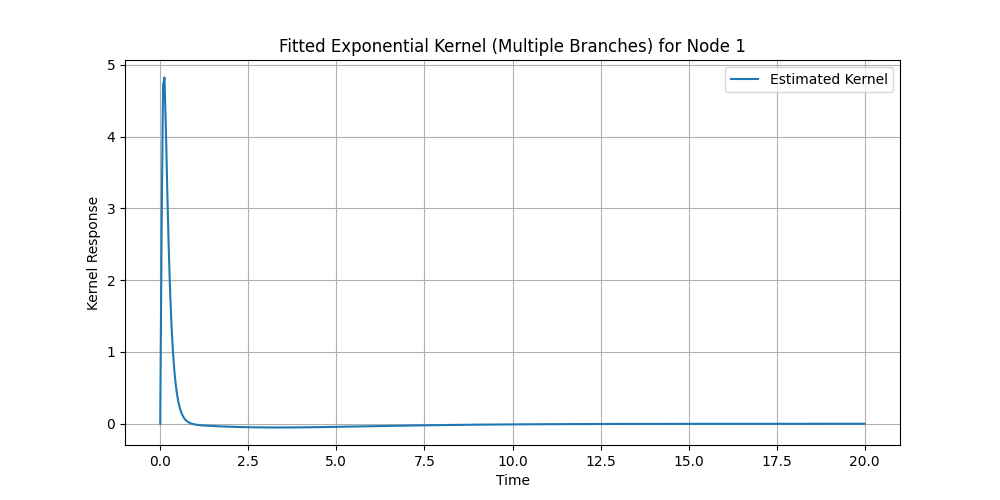 Fitted Exponential Kernel (Multiple Branches) for Node 1
Estimated Kernel
Kernel Response
5
4
3
2
1
0
0.0 2.5 5.0 7.5 10.0 12.5 15.0 17.5 20.0
Time